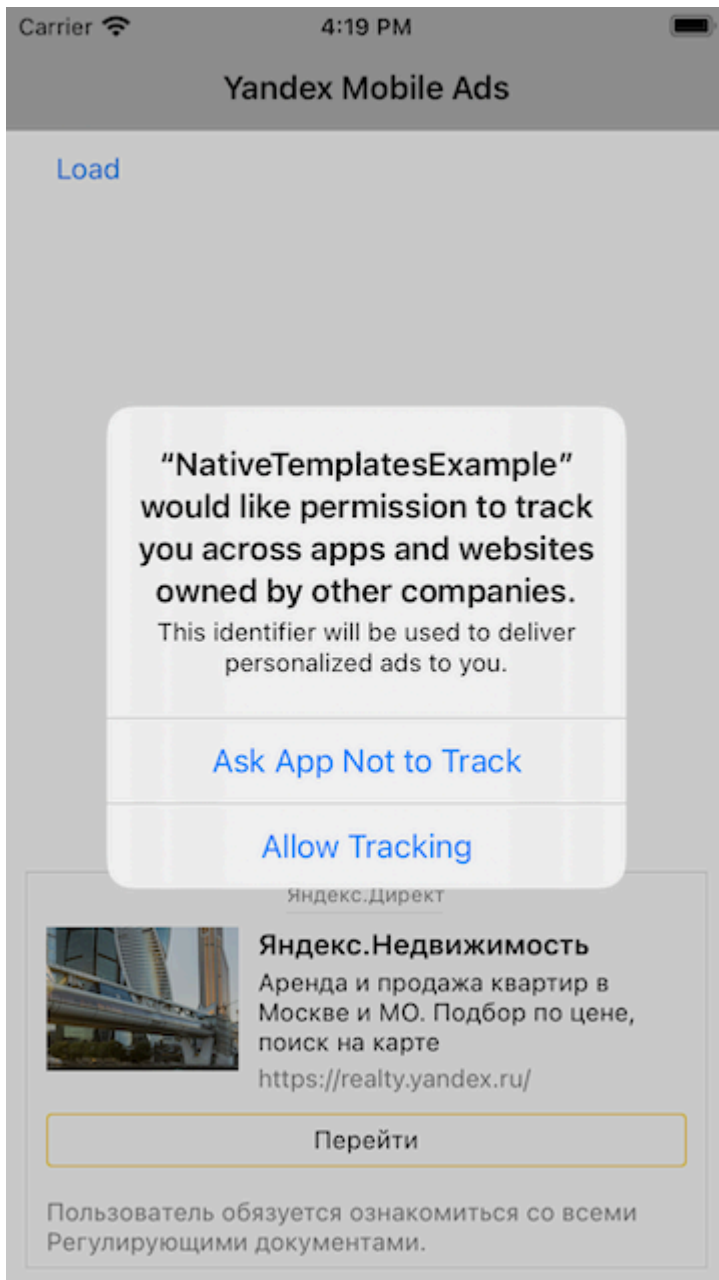 Carrier 4:19 PM
Yandex Mobile Ads
Load
“NativeTemplatesExample”
would like permission to track
you across apps and websites
owned by other companies.
This identifier will be used to deliver
personalized ads to you.
Ask App Not to Track
Allow Tracking
Яндекс.Директ
Яндекс.Недвижимость
Аренда и продажа квартир в
Москве и МО. Подбор по цене,
поиск на карте
https://realty.yandex.ru/
Перейти
Пользователь обязуется ознакомиться со всеми
Регулирующими документами.